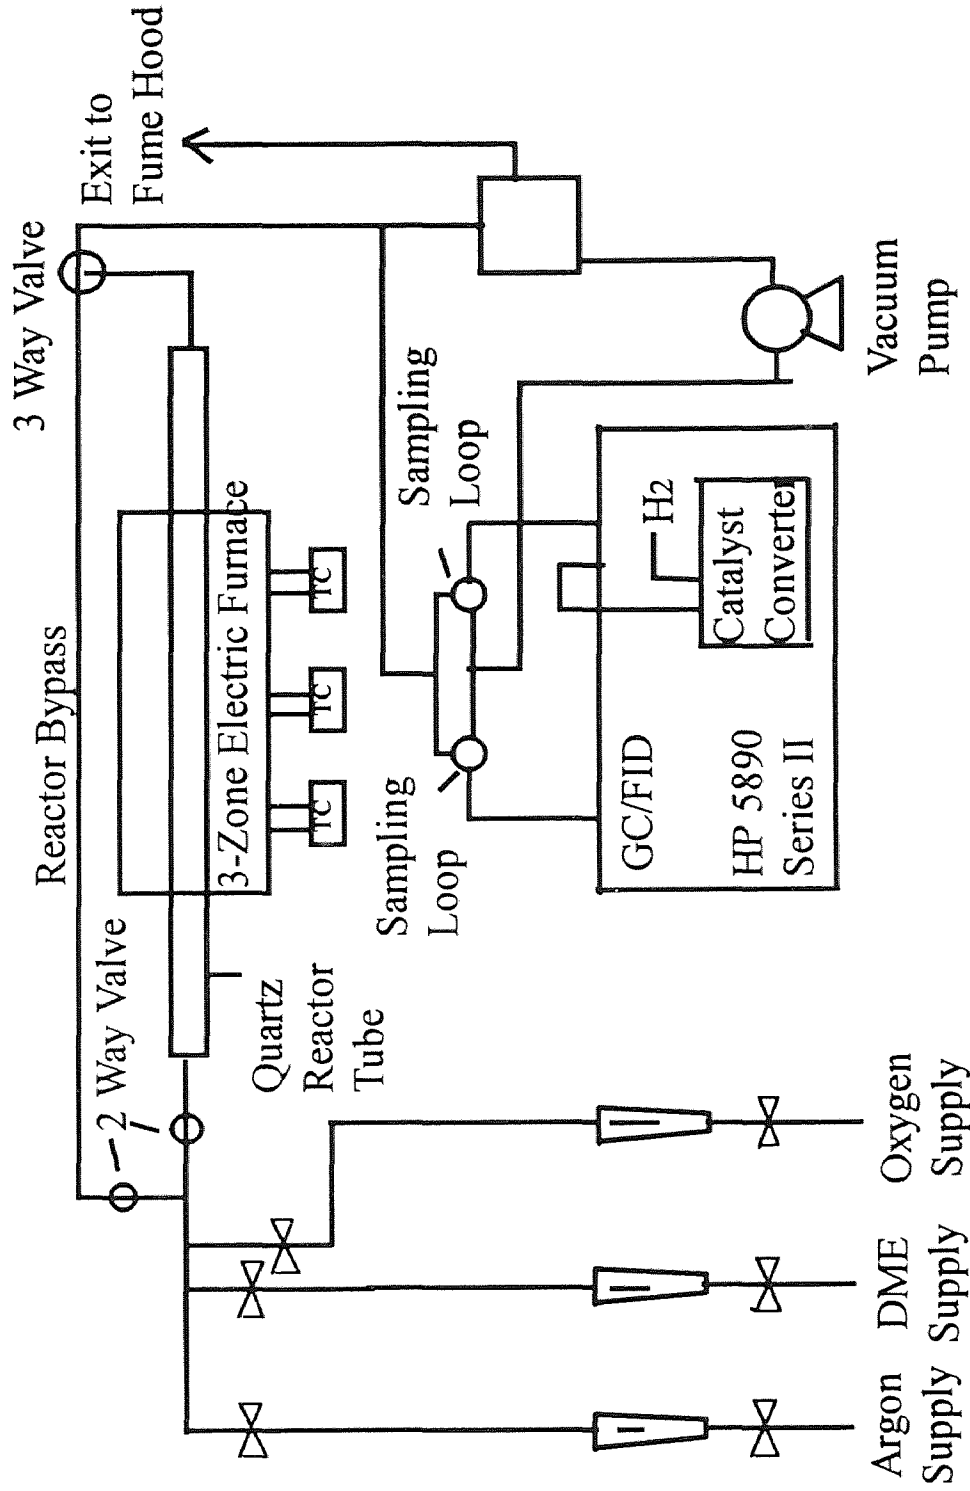 Reactor Bypass
3 Way Valve
Exit to
Fume Hood
2 Way Valve
3-Zone Electric Furnace
TC
TC
TC
Quartz
Reactor
Tube
Sampling
Loop
Sampling
Loop
GC/FID
HP 5890
Series II
H2
Catalyst
Converter
Vacuum
Pump
Argon
Supply
DME
Supply
Oxygen
Supply